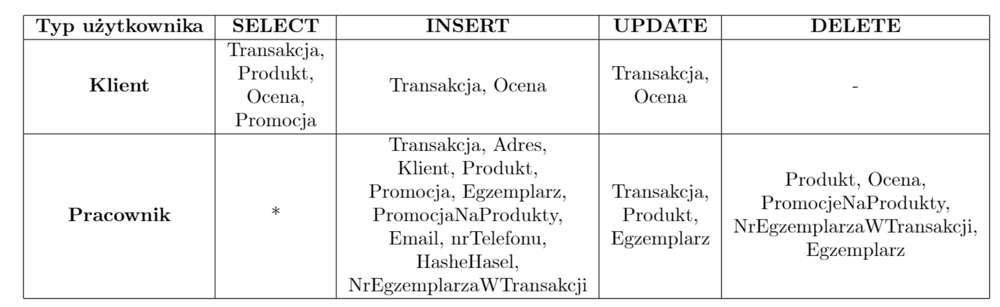 Typ użytkownika SELECT INSERT UPDATE DELETE
Klient
Transakcja,
Produkt,
Ocena,
Promocja
Transakcja, Ocena
Transakcja,
Ocena
-
Pracownik
*
Transakcja, Adres,
Klient, Produkt,
Promocja, Egzemplarz,
PromocjaNaProdukty,
Email, nrTelefonu,
HasheHasel,
NrEgzemplarzaWTransakcji
Transakcja,
Produkt,
Egzemplarz
Produkt, Ocena,
PromocjeNaProdukty,
NrEgzemplarzaWTransakcji,
Egzemplarz